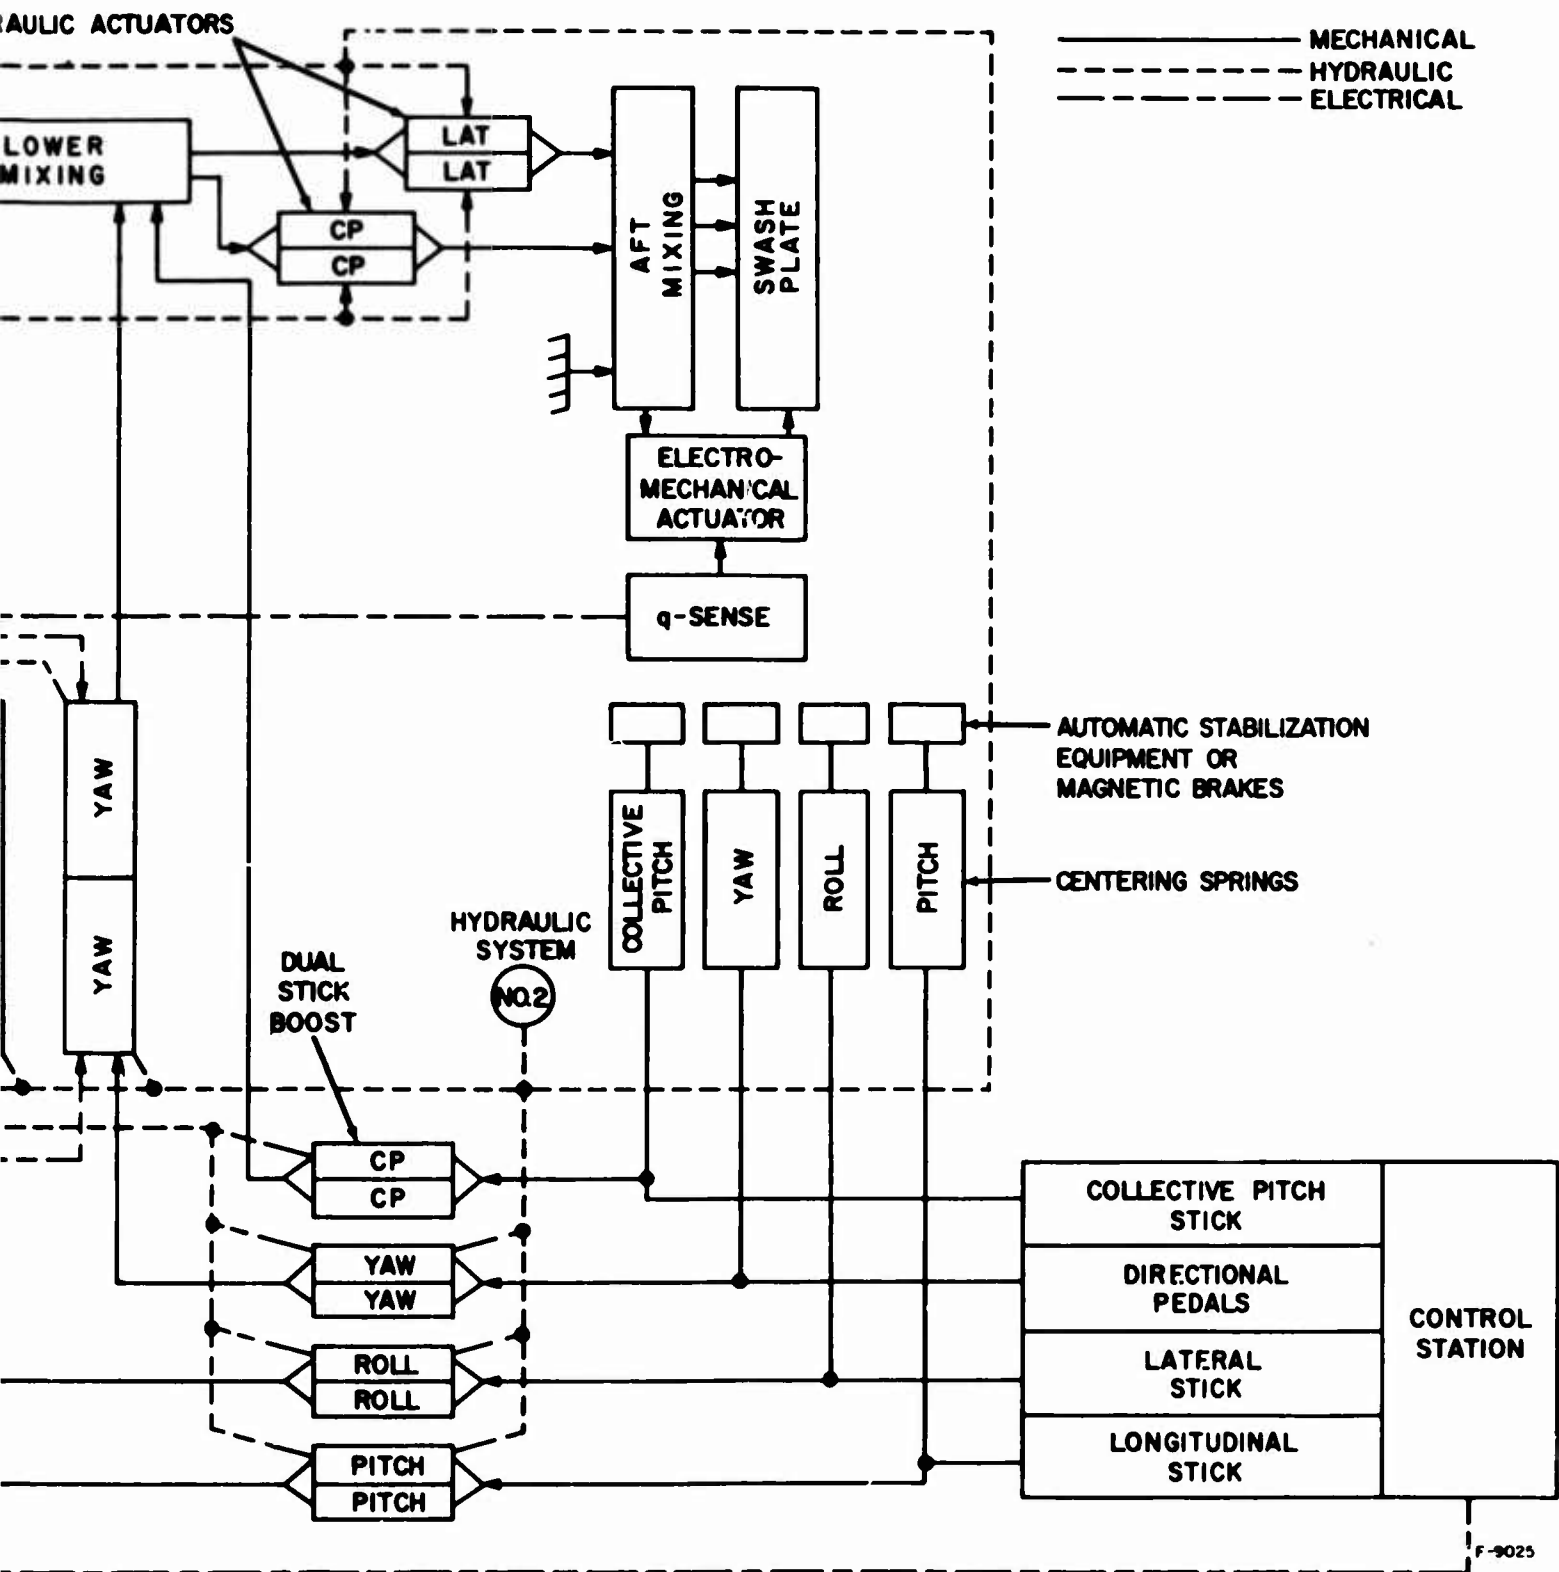 RAULIC ACTUATORS
MECHANICAL
HYDRAULIC
ELECTRICAL
LOWER
MIXING
LAT
LAT
CP
CP
AFT
MIXING
SWASH
PLATE
ELECTRO-
MECHANICAL
ACTUATOR
q-SENSE
AUTOMATIC STABILIZATION
EQUIPMENT OR
MAGNETIC BRAKES
YAW
YAW
COLLECTIVE
PITCH
YAW
ROLL
PITCH
CENTERING SPRINGS
HYDRAULIC
SYSTEM
NO.2
DUAL
STICK
BOOST
CP
CP
YAW
YAW
ROLL
ROLL
PITCH
PITCH
COLLECTIVE PITCH
STICK
DIRECTIONAL
PEDALS
LATERAL
STICK
LONGITUDINAL
STICK
CONTROL
STATION
F-9025